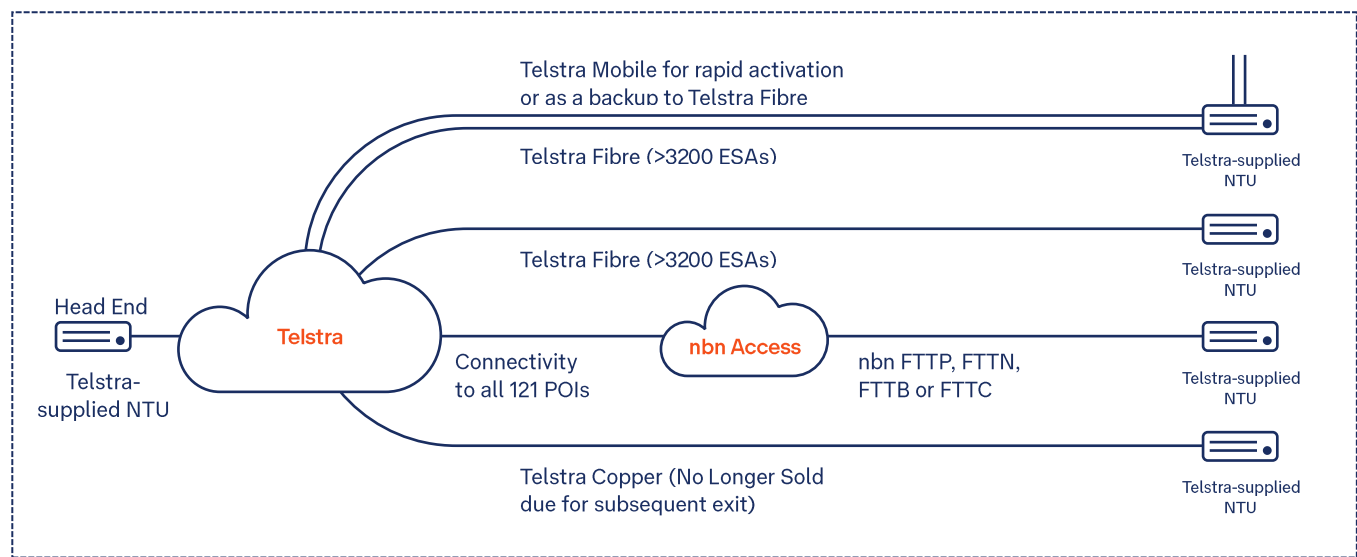 Telstra Mobile for rapid activation
or as a backup to Telstra Fibre
Telstra Fibre (>3200 ESAs)
Telstra-supplied
NTU
Telstra Fibre (>3200 ESAs)
Telstra-supplied
NTU
Head End
Telstra-
supplied NTU
Telstra
Connectivity
to all 121 POIs
nbn Access
nbn FTTP, FTTN,
FTTB or FTTC
Telstra-supplied
NTU
Telstra Copper (No Longer Sold
due for subsequent exit)
Telstra-supplied
NTU